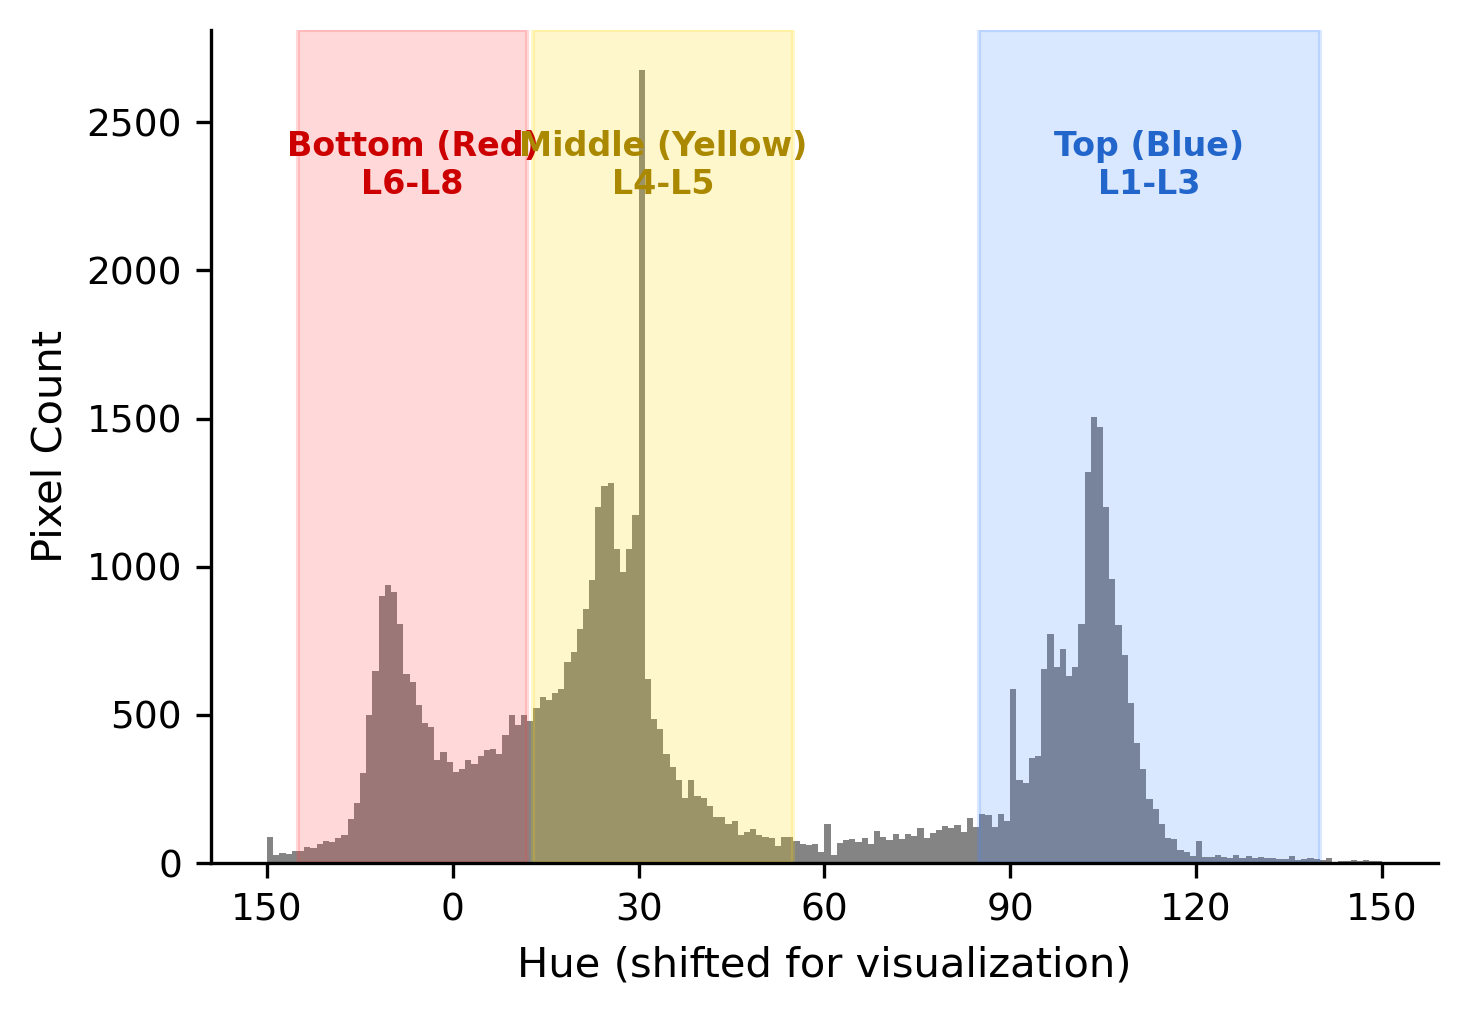 Bottom (Red)
L6-L8
Middle (Yellow)
L4-L5
Top (Blue)
L1-L3
2500
2000
1500
1000
500
0
Pixel Count
150 0 30 60 90 120 150
Hue (shifted for visualization)